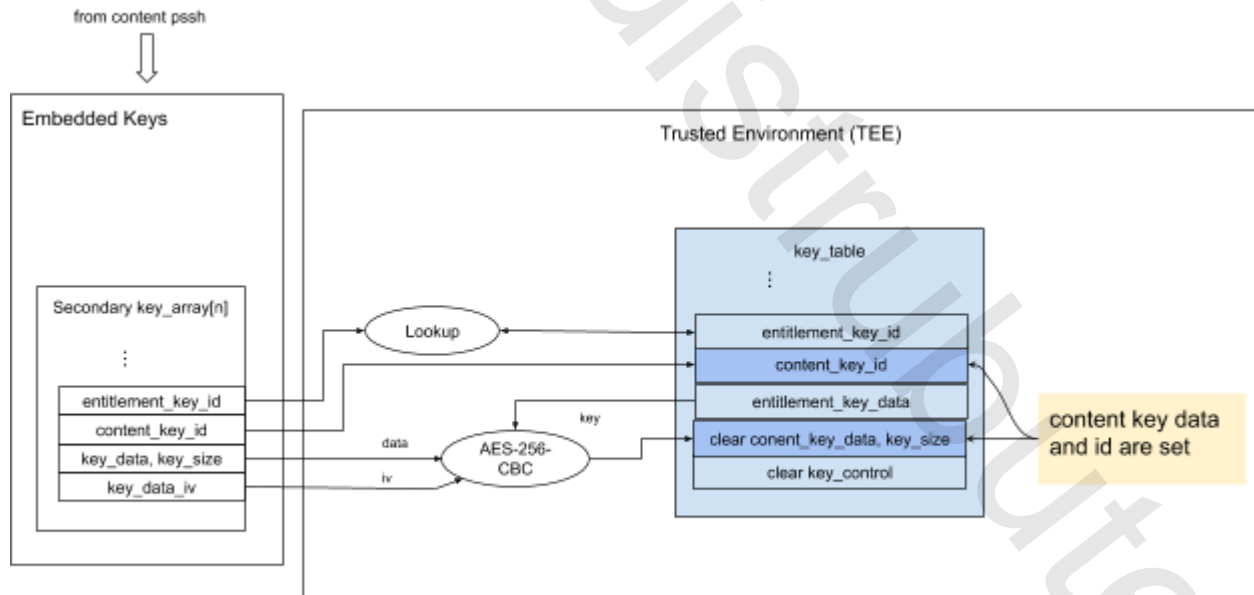 from content pssh
Embedded Keys
Trusted Environment (TEE)
key_table
⋮
Secondary key_array[n]
⋮
Lookup
entitlement_key_id
content_key_id
entitlement_key_data
clear conent_key_data, key_size
clear key_control
entitlement_key_id
content_key_id
key_data, key_size
key_data_iv
data
iv
key
AES-256-
CBC
content key data
and id are set
distribute